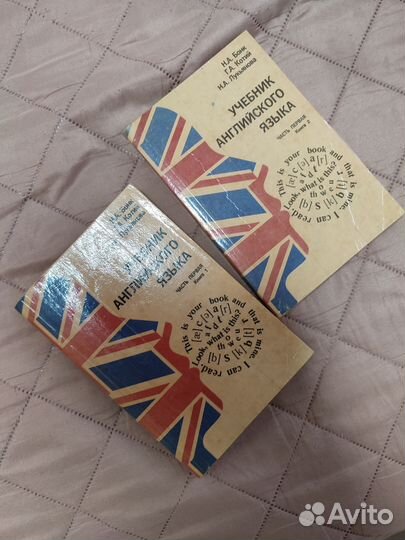 Н.А. Бонк
Г.А. Котий
Н.А. Лукьянова
УЧЕБНИК
АНГЛИЙСКОГО
ЯЗЫКА
ЧАСТЬ ПЕРВАЯ
Книга 2
This is your book and that is mine. I can read.
Look, what is this?
Н.А. Бонк
Г.А. Котий
УЧЕБНИК
АНГЛИЙСКОГО
ЯЗЫКА
ЧАСТЬ ПЕРВАЯ
Книга 1
This is your book and that is mine. I can read.
Look, what is this?
Avito